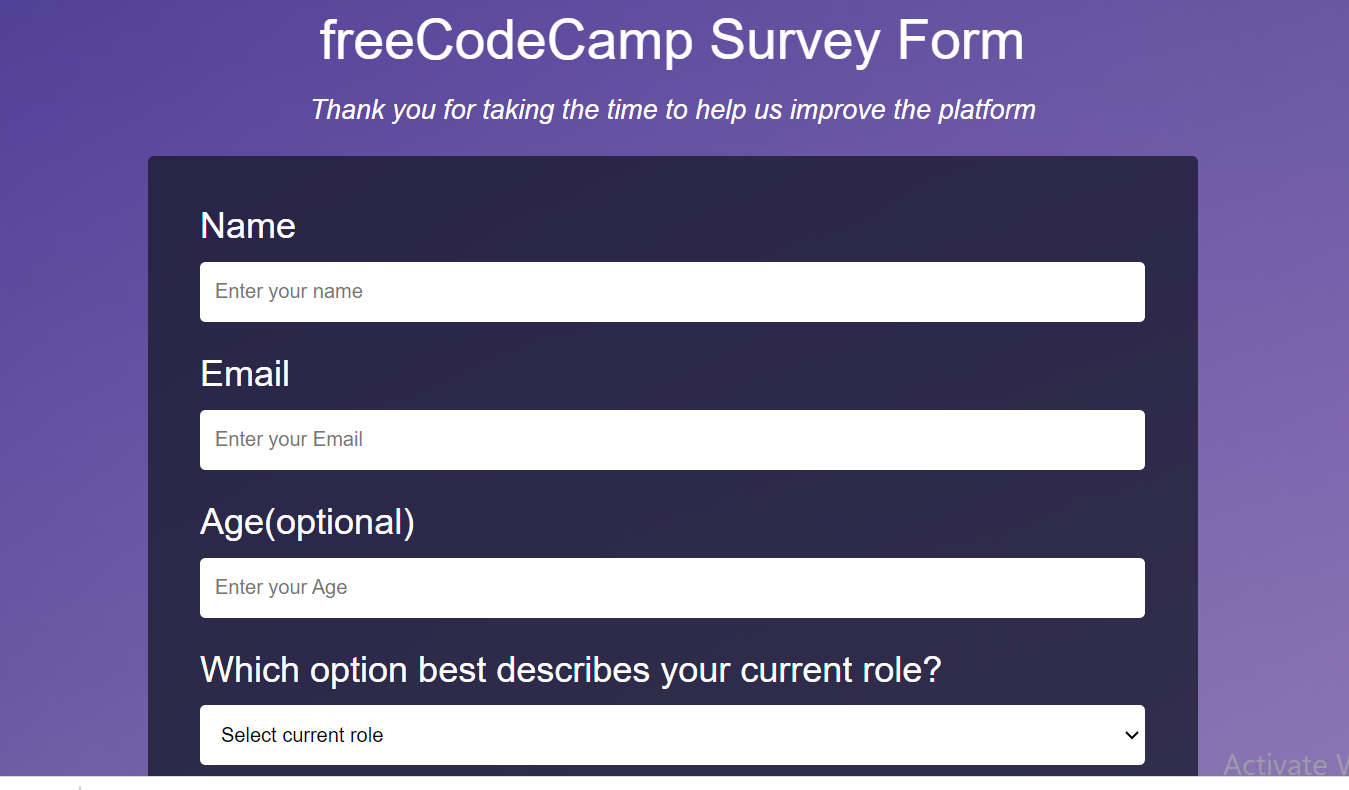 freeCodeCamp Survey Form
Thank you for taking the time to help us improve the platform
Name
Enter your name
Email
Enter your Email
Age(optional)
Enter your Age
Which option best describes your current role?
Select current role
Activate